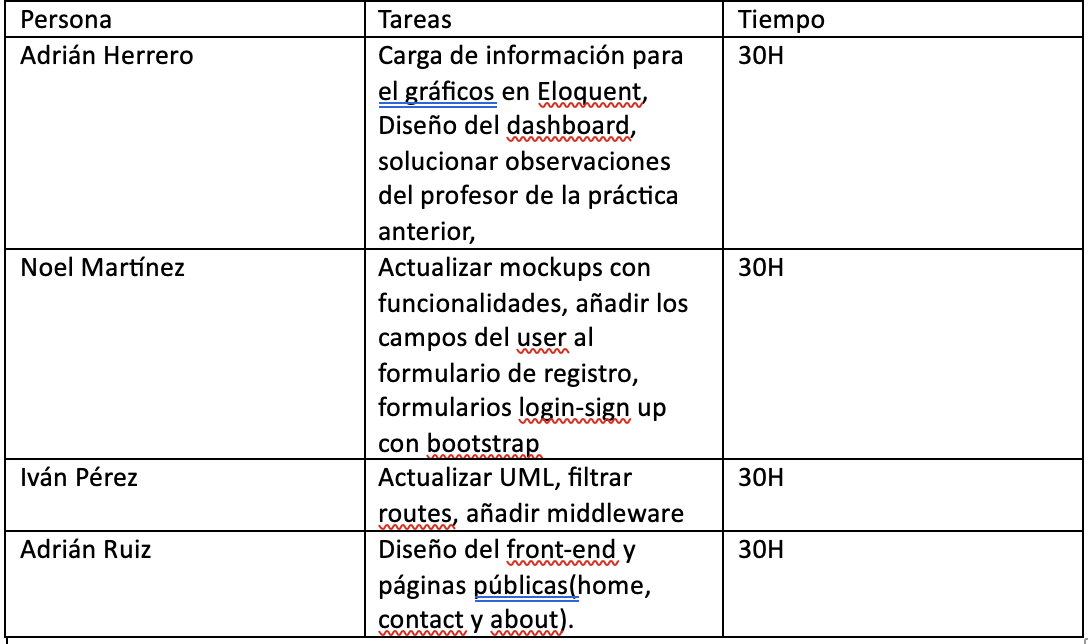 Persona Tareas Tiempo
Adrián Herrero Carga de información para 30H
el gráficos en Eloquent,
Diseño del dashboard,
solucionar observaciones
del profesor de la práctica
anterior,
Noel Martínez Actualizar mockups con 30H
funcionalidades, añadir los
campos del user al
formulario de registro,
formularios login-sign up
con bootstrap
Iván Pérez Actualizar UML, filtrar 30H
routes, añadir middleware
Adrián Ruiz Diseño del front-end y 30H
páginas públicas(home,
contact y about).